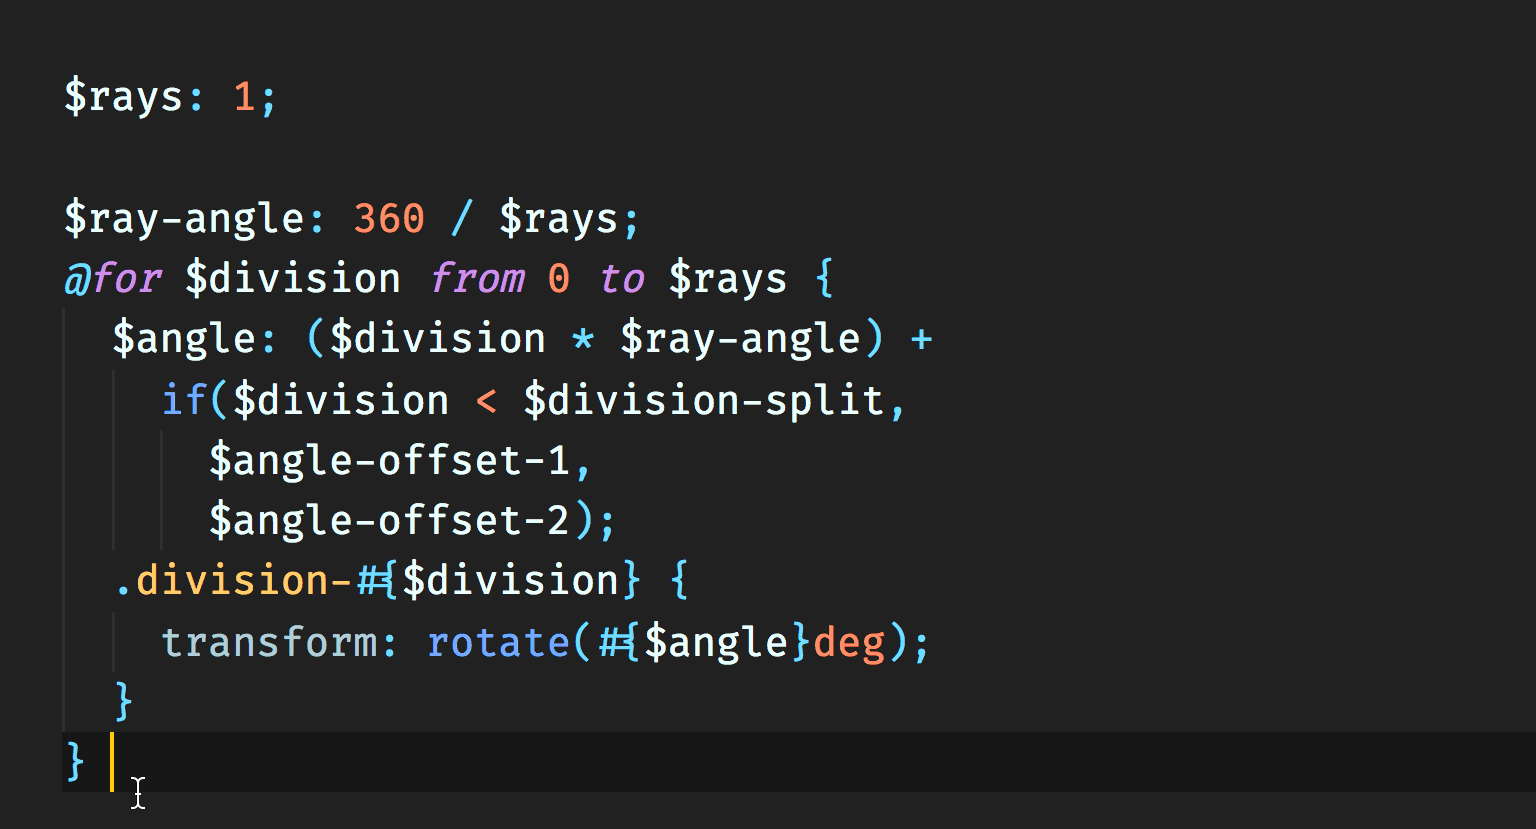 $rays: 1;
$ray-angle: 360 / $rays;
@for $division from 0 to $rays {
$angle: ($division * $ray-angle) +
if($division < $division-split,
$angle-offset-1,
$angle-offset-2);
.division-#{$division} {
transform: rotate(#{$angle}deg);
}
}